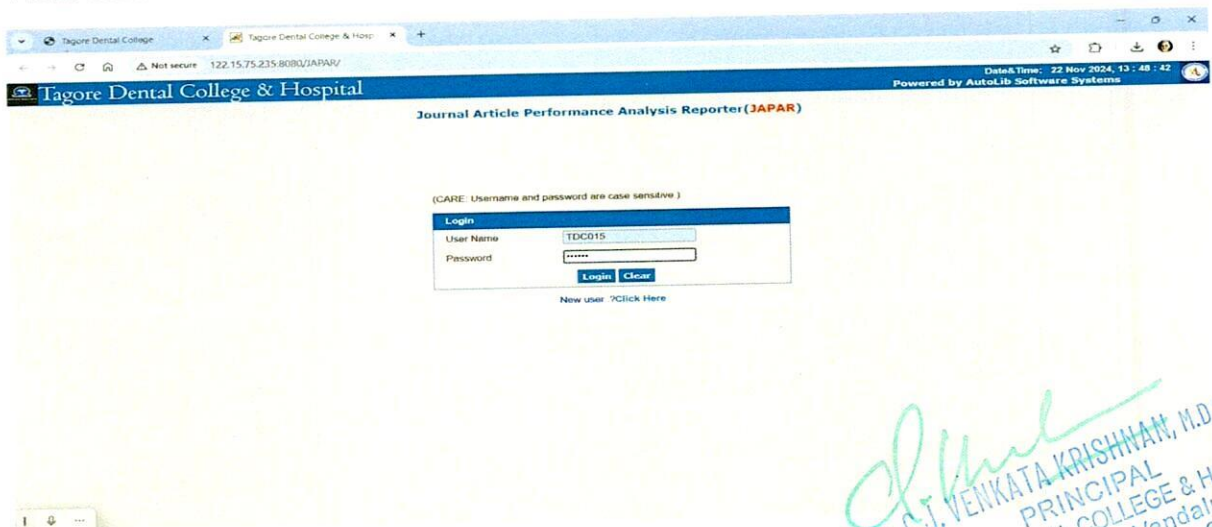 Tagore Dental College
Tagore Dental College & Hosp
Not secure 122.15.75.235:8080/JAPAR/
Tagore Dental College & Hospital
Date&Time: 22 Nov 2024, 13 : 48 : 42
Powered by AutoLib Software Systems
Journal Article Performance Analysis Reporter(JAPAR)
(CARE: Username and password are case sensitive.)
Login
User Name TDC015
Password ••••••
Login Clear
New user ?Click Here
VENKATA KRISHNAN, M.D
PRINCIPAL
COLLEGE & H